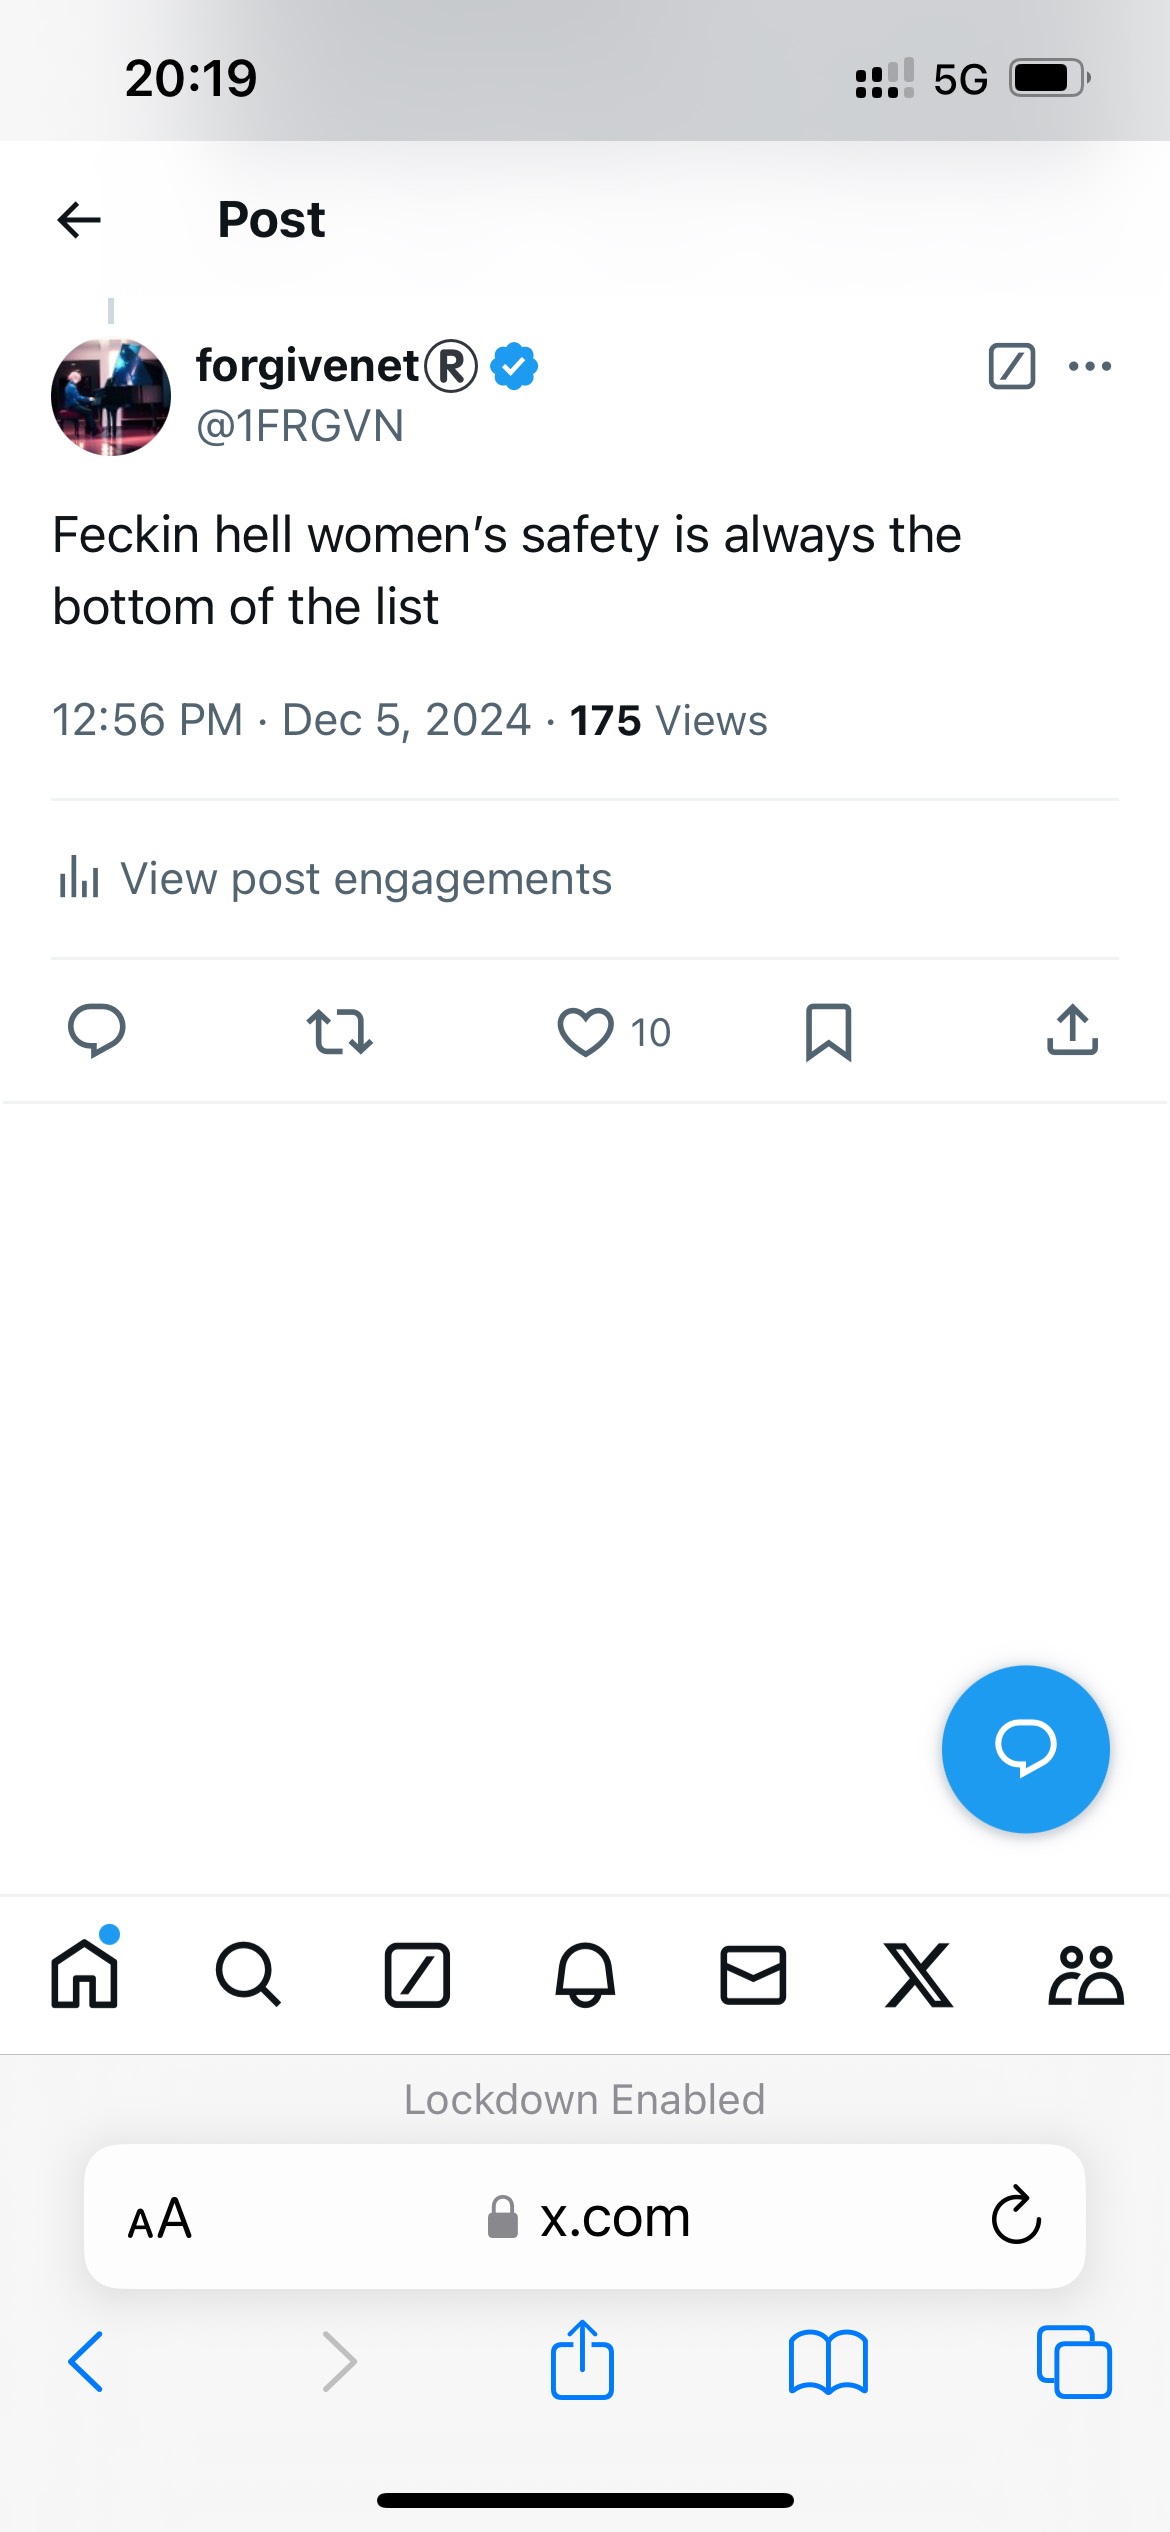 20:19
5G
Post
forgivenet®
@1FRGVN
Feckin hell women’s safety is always the
bottom of the list
12:56 PM · Dec 5, 2024 · 175 Views
View post engagements
10
Lockdown Enabled
AA
x.com